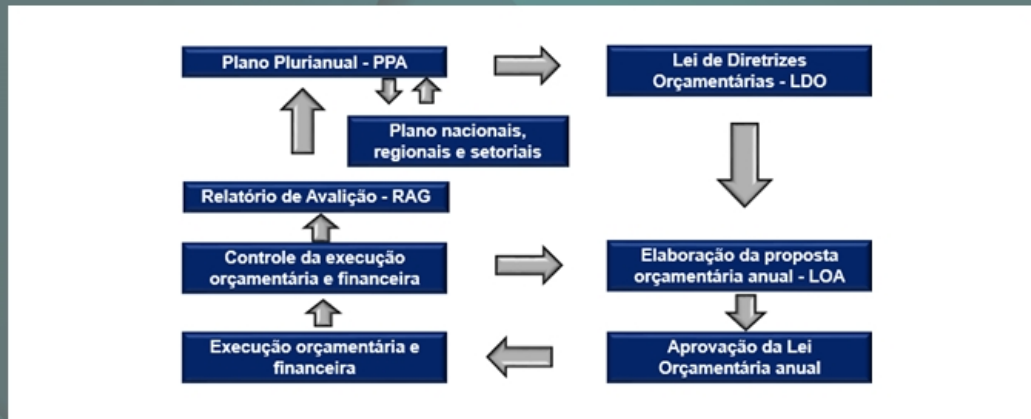 Plano Plurianual - PPA
Lei de Diretrizes
Orçamentárias - LDO
Plano nacionais,
regionais e setoriais
Relatório de Avalição - RAG
Controle da execução
orçamentária e financeira
Elaboração da proposta
orçamentária anual - LOA
Execução orçamentária e
financeira
Aprovação da Lei
Orçamentária anual